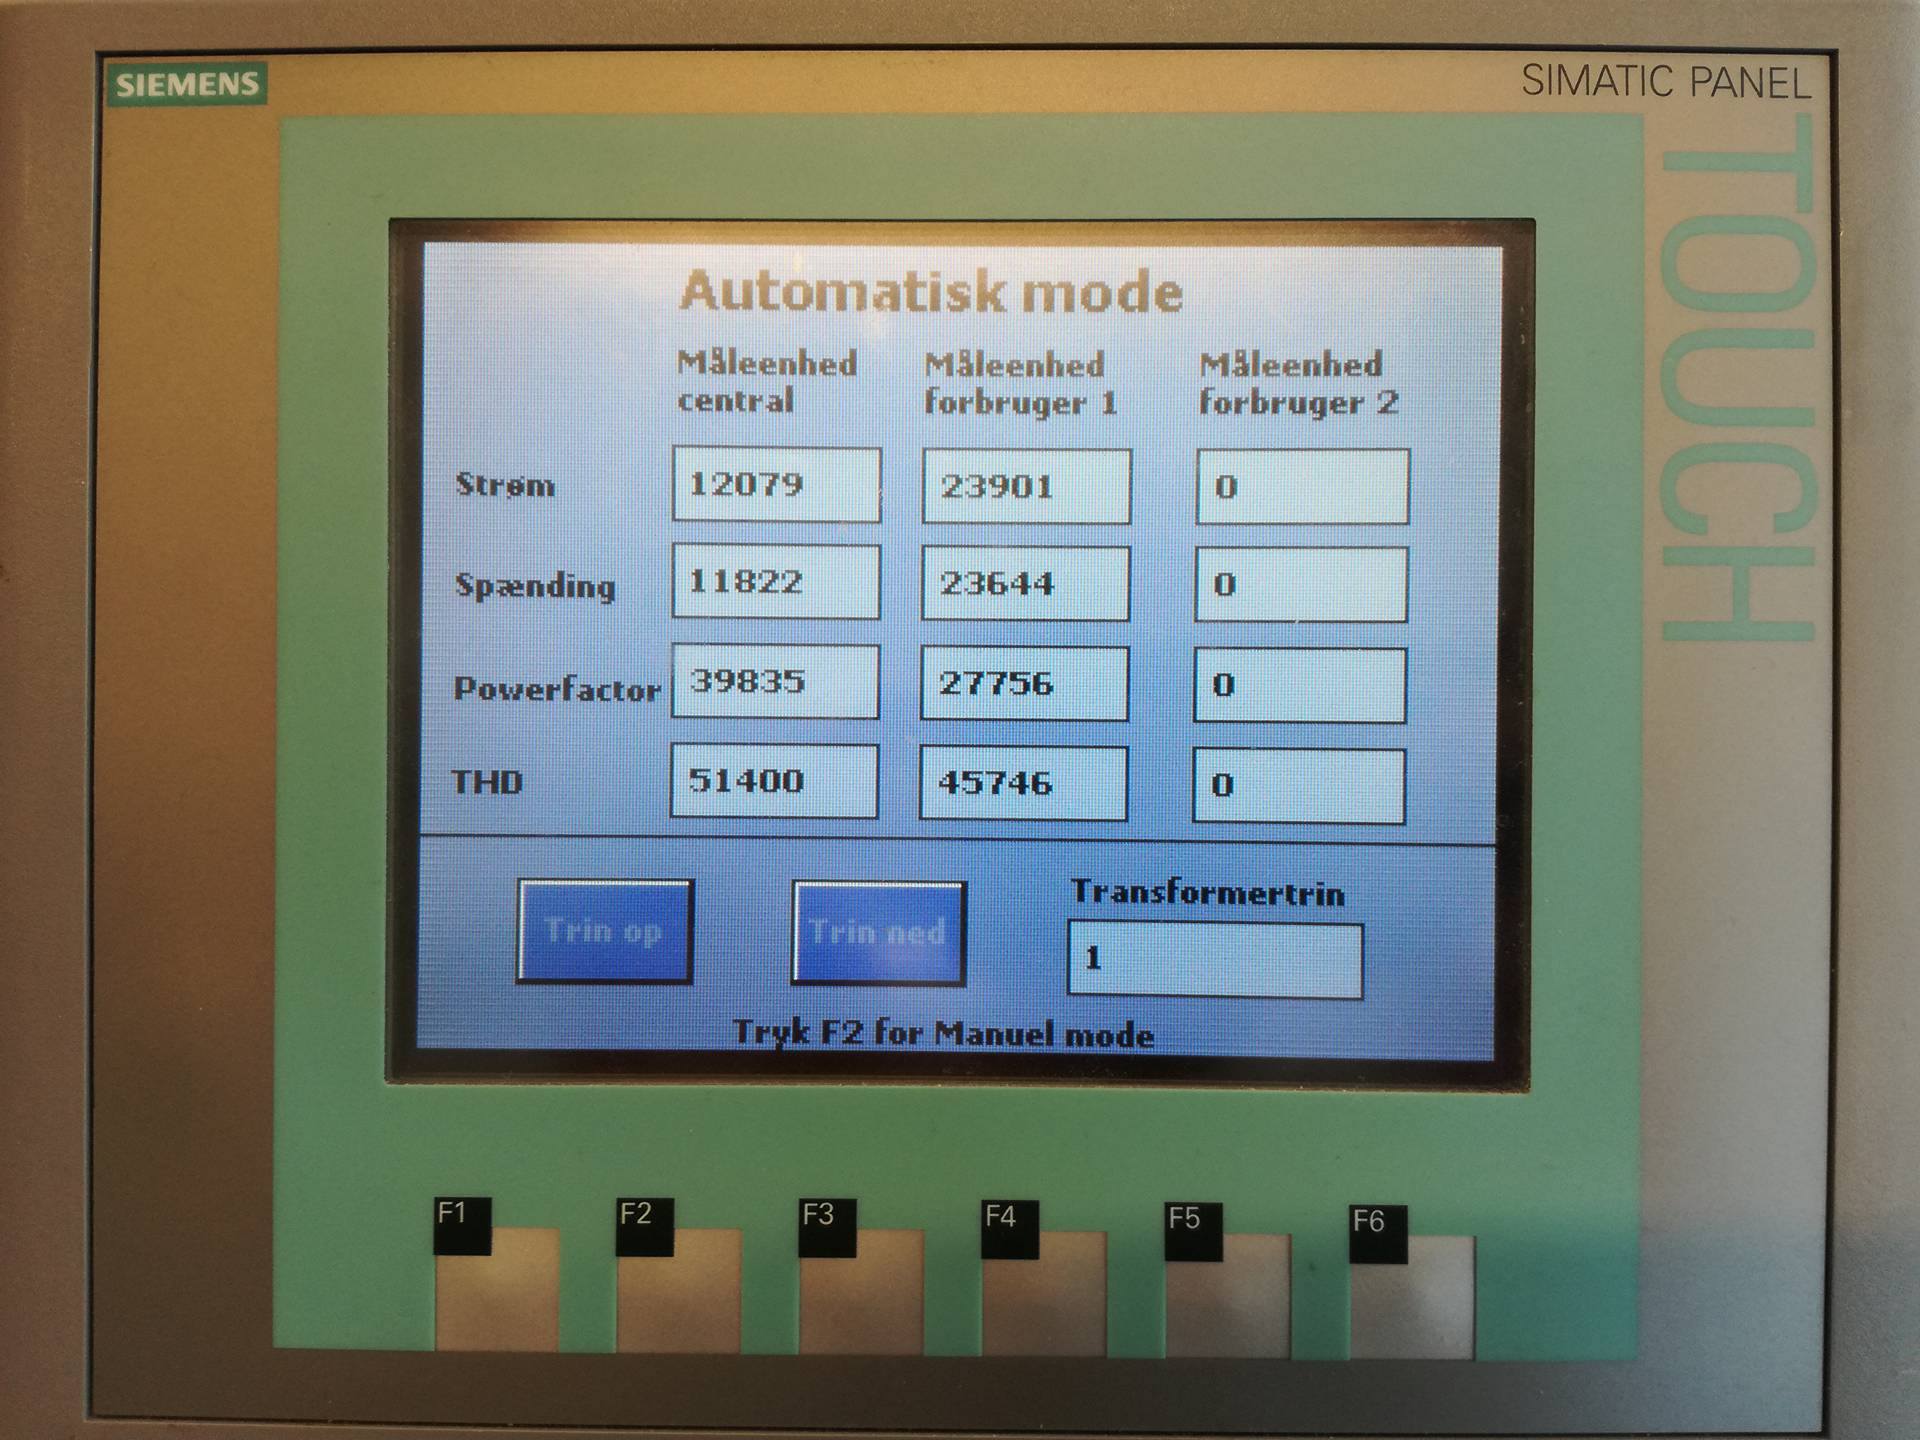 SIEMENS
SIMATIC PANEL
TOUCH
Automatisk mode
Måleenhed central
Måleenhed forbruger 1
Måleenhed forbruger 2
Strøm 12079 23901 0
Spænding 11822 23644 0
Powerfactor 39835 27756 0
THD 51400 45746 0
Trin op
Trin ned
Transformertrin
1
Tryk F2 for Manuel mode
F1 F2 F3 F4 F5 F6